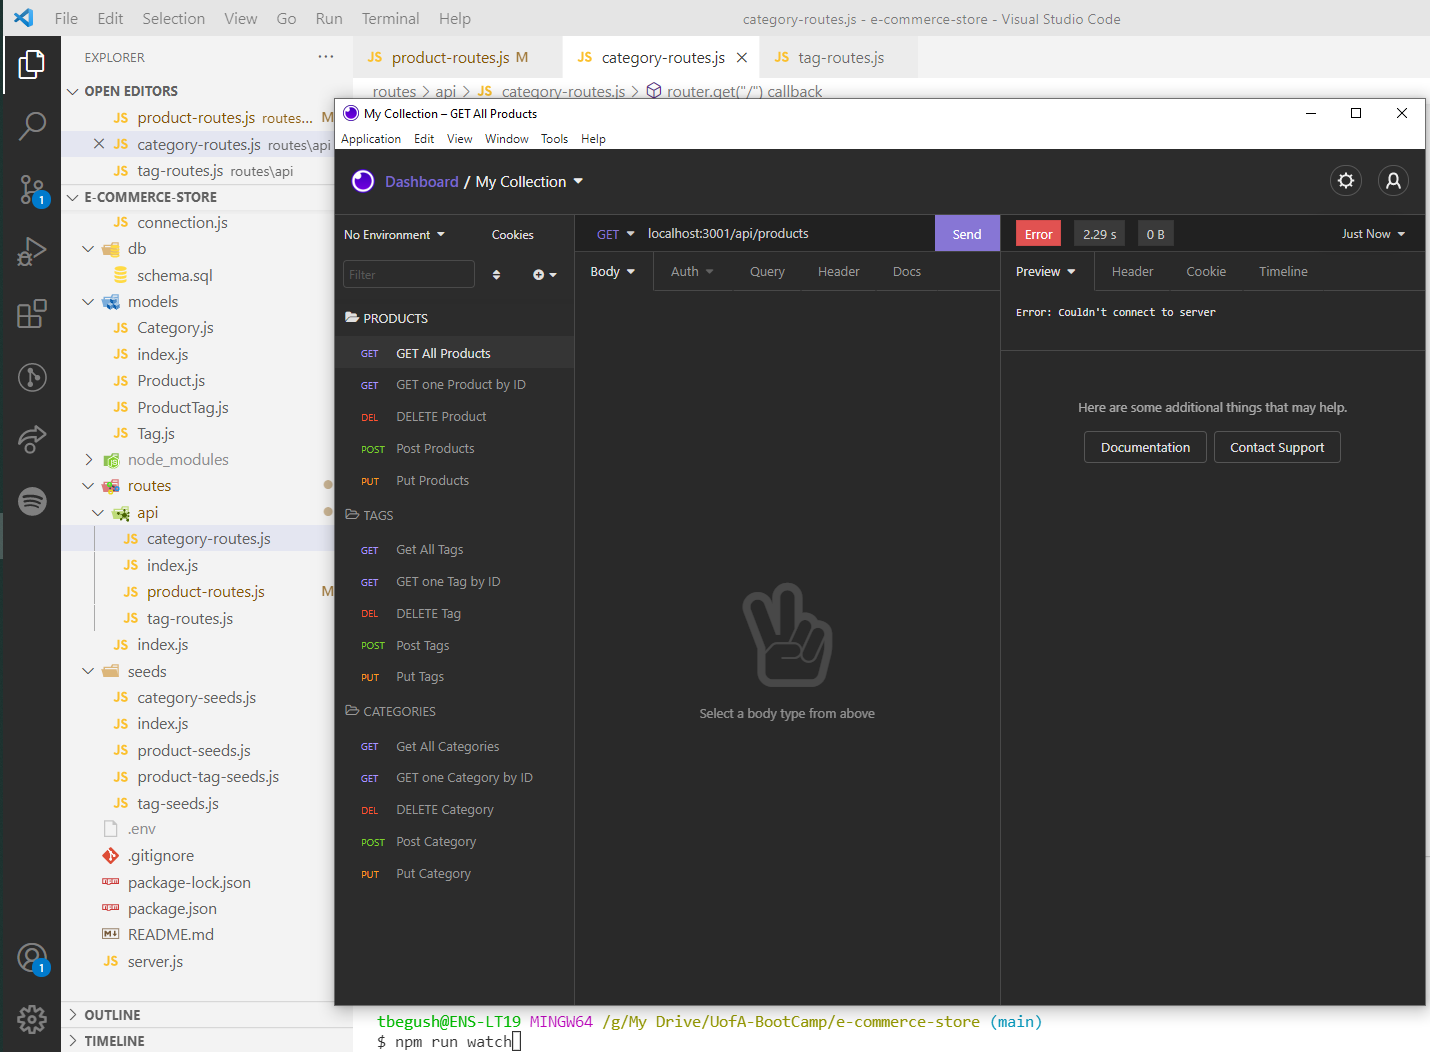 File Edit Selection View Go Run Terminal Help
category-routes.js - e-commerce-store - Visual Studio Code
EXPLORER ...
JS product-routes.js M
JS category-routes.js
JS tag-routes.js
OPEN EDITORS
routes > api > JS category-routes.js > router.get("/") callback
JS product-routes.js routes... M
JS category-routes.js routes\api
JS tag-routes.js routes\api
E-COMMERCE-STORE
JS connection.js
db
schema.sql
models
JS Category.js
JS index.js
JS Product.js
JS ProductTag.js
JS Tag.js
node_modules
routes
api
JS category-routes.js
JS index.js
JS product-routes.js M
JS tag-routes.js
JS index.js
seeds
JS category-seeds.js
JS index.js
JS product-seeds.js
JS product-tag-seeds.js
JS tag-seeds.js
.env
.gitignore
package-lock.json
package.json
README.md
JS server.js
OUTLINE
TIMELINE
1
1
My Collection – GET All Products
Application Edit View Window Tools Help
Dashboard / My Collection
No Environment Cookies
Filter
PRODUCTS
GET GET All Products
GET GET one Product by ID
DEL DELETE Product
POST Post Products
PUT Put Products
TAGS
GET Get All Tags
GET GET one Tag by ID
DEL DELETE Tag
POST Post Tags
PUT Put Tags
CATEGORIES
GET Get All Categories
GET GET one Category by ID
DEL DELETE Category
POST Post Category
PUT Put Category
GET localhost:3001/api/products Send
Body Auth Query Header Docs
Select a body type from above
Error 2.29 s 0 B Just Now
Preview Header Cookie Timeline
Error: Couldn't connect to server
Here are some additional things that may help.
Documentation Contact Support
tbegush@ENS-LT19 MINGW64 /g/My Drive/UofA-BootCamp/e-commerce-store (main)
$ npm run watch